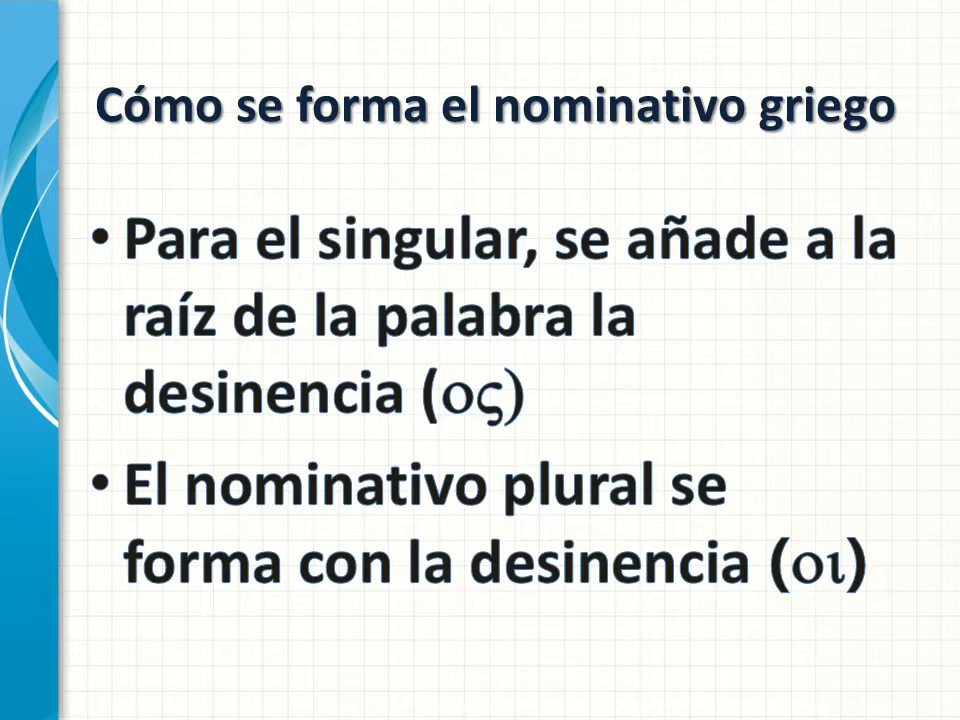 Cómo se forma el nominativo griego
• Para el singular, se añade a la
raíz de la palabra la
desinencia (ος)
• El nominativo plural se
forma con la desinencia (οι)